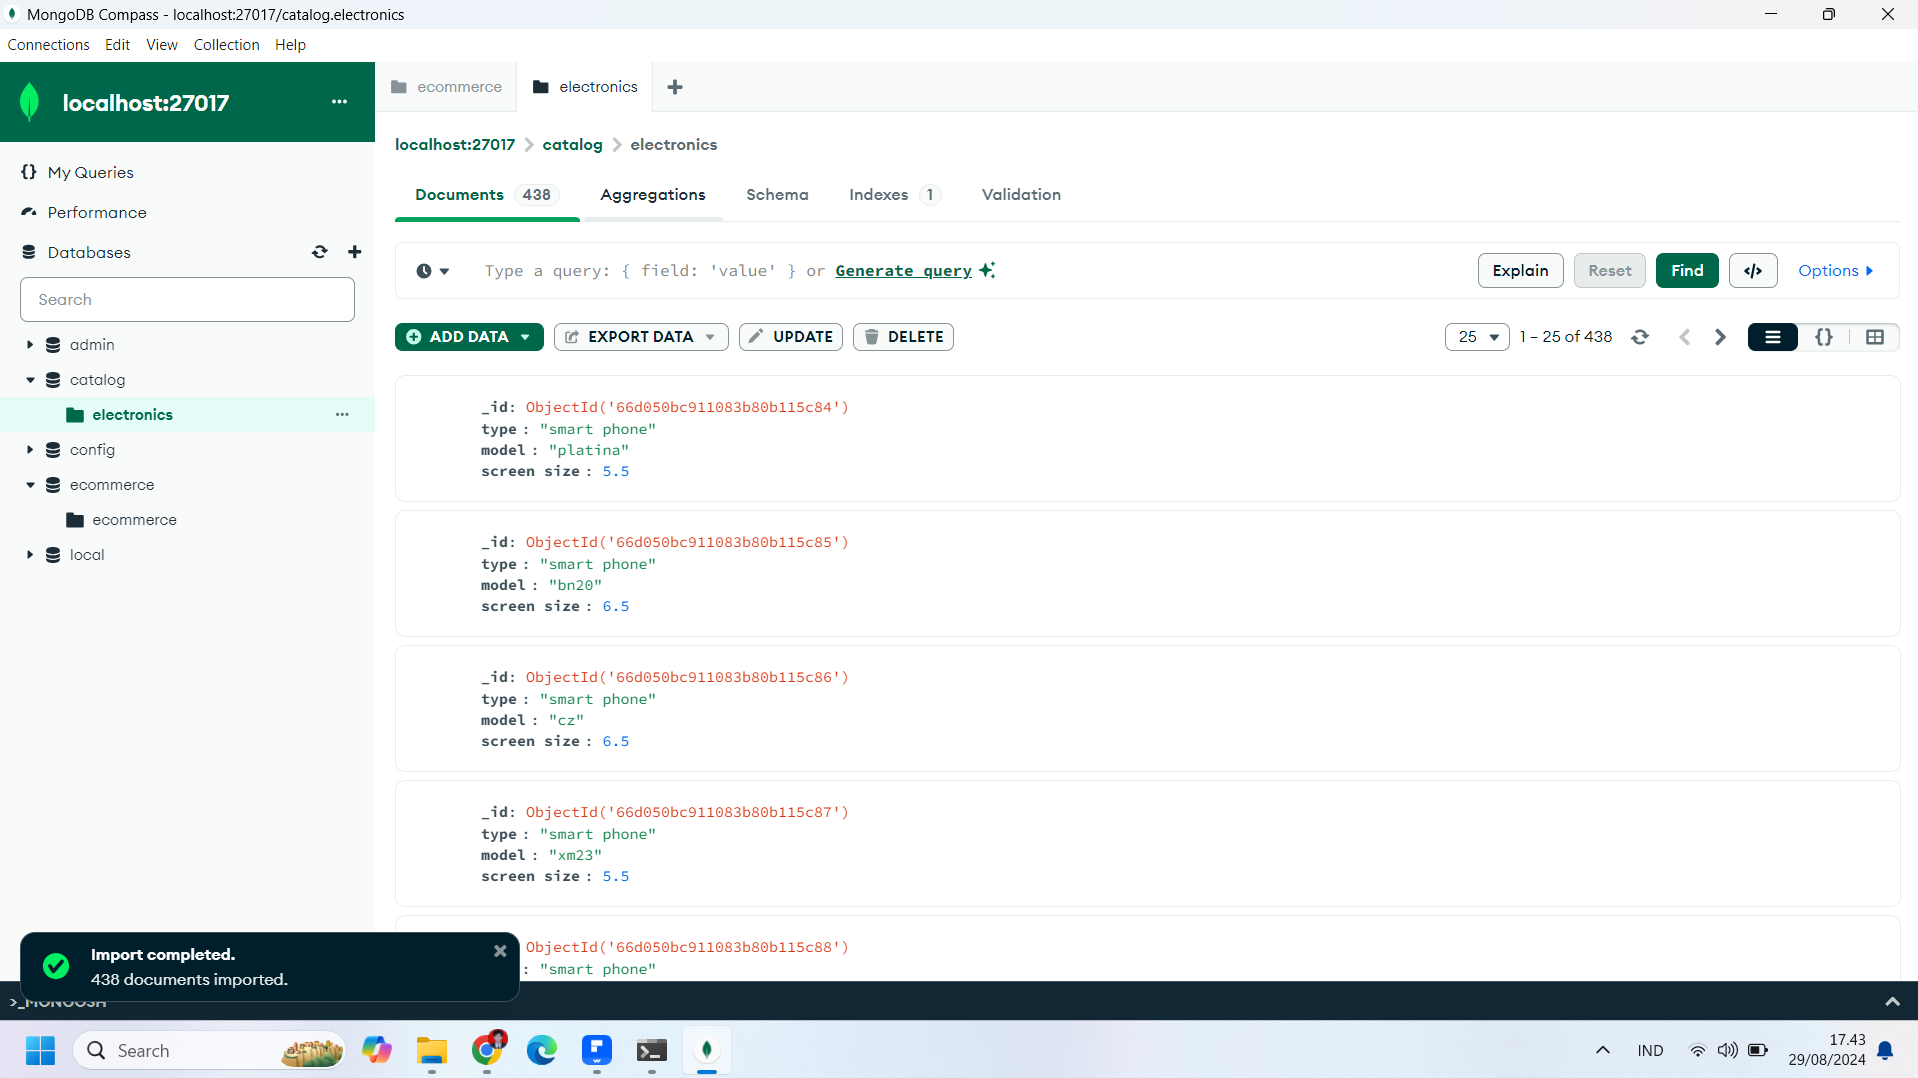 MongoDB Compass - localhost:27017/catalog.electronics
Connections Edit View Collection Help
localhost:27017
ecommerce
electronics
My Queries
Performance
Databases
Search
admin
catalog
electronics
config
ecommerce
ecommerce
local
localhost:27017 > catalog > electronics
Documents 438 Aggregations Schema Indexes 1 Validation
Type a query: { field: 'value' } or Generate query
Explain Reset Find </> Options
ADD DATA EXPORT DATA UPDATE DELETE
25 1 – 25 of 438 {}
_id: ObjectId('66d050bc911083b80b115c84')
type : "smart phone"
model : "platina"
screen size : 5.5
_id: ObjectId('66d050bc911083b80b115c85')
type : "smart phone"
model : "bn20"
screen size : 6.5
_id: ObjectId('66d050bc911083b80b115c86')
type : "smart phone"
model : "cz"
screen size : 6.5
_id: ObjectId('66d050bc911083b80b115c87')
type : "smart phone"
model : "xm23"
screen size : 5.5
ObjectId('66d050bc911083b80b115c88')
: "smart phone"
Import completed.
438 documents imported.
>_MONGOSH
Search
IND
17.43
29/08/2024